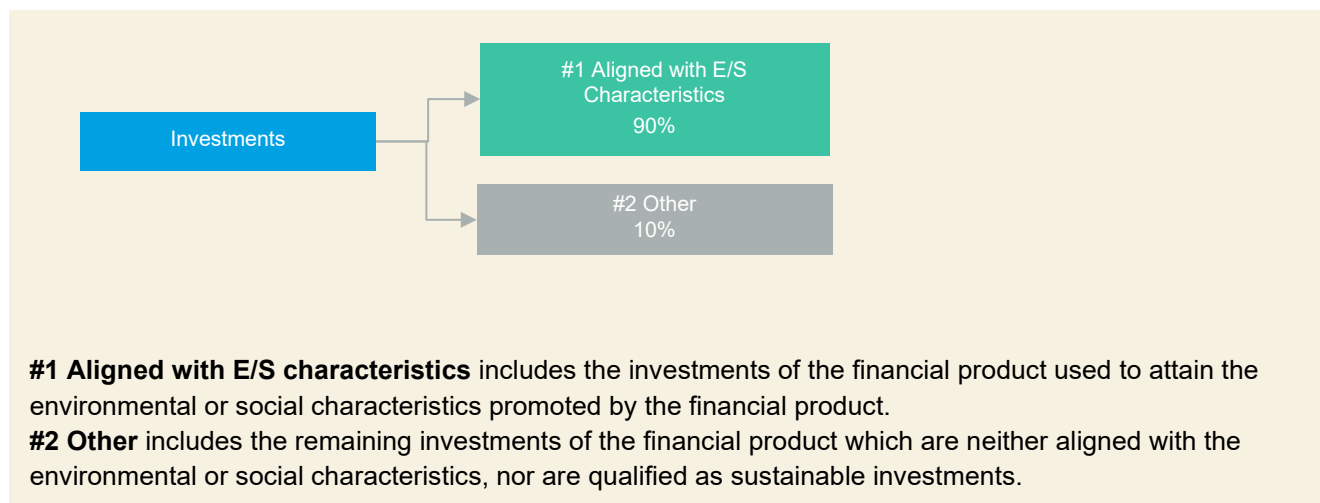 #1 Aligned with E/S
Characteristics
90%
Investments
#2 Other
10%
#1 Aligned with E/S characteristics includes the investments of the financial product used to attain the
environmental or social characteristics promoted by the financial product.
#2 Other includes the remaining investments of the financial product which are neither aligned with the
environmental or social characteristics, nor are qualified as sustainable investments.